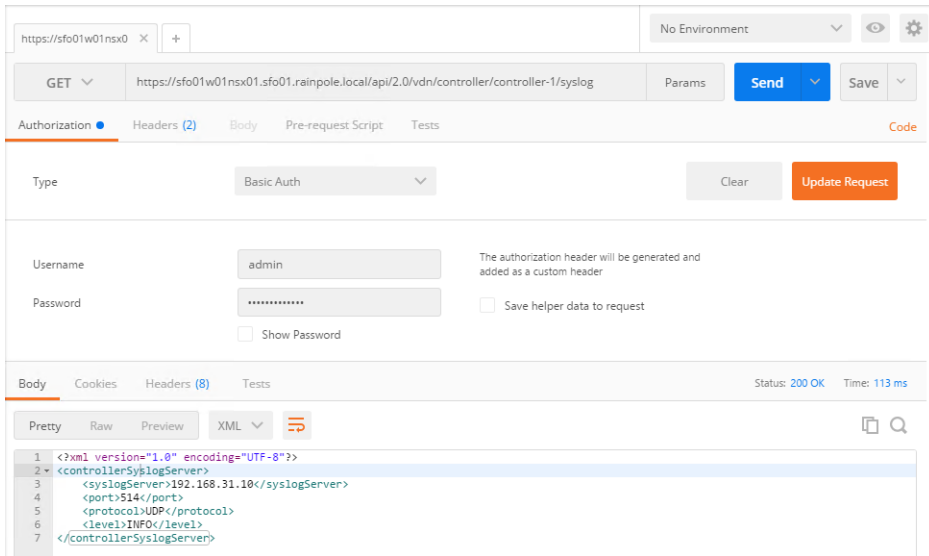 https://sfo01w01nsx0 × +
No Environment
GET https://sfo01w01nsx01.sfo01.rainpole.local/api/2.0/vdn/controller/controller-1/syslog Params Send Save
Authorization Headers (2) Body Pre-request Script Tests Code
Type Basic Auth Clear Update Request
Username admin The authorization header will be generated and
added as a custom header
Password ••••••••••••• Save helper data to request
Show Password
Body Cookies Headers (8) Tests Status: 200 OK Time: 113 ms
Pretty Raw Preview XML
1 <?xml version="1.0" encoding="UTF-8"?>
2 <controllerSyslogServer>
3 <syslogServer>192.168.31.10</syslogServer>
4 <port>514</port>
5 <protocol>UDP</protocol>
6 <level>INFO</level>
7 </controllerSyslogServer>